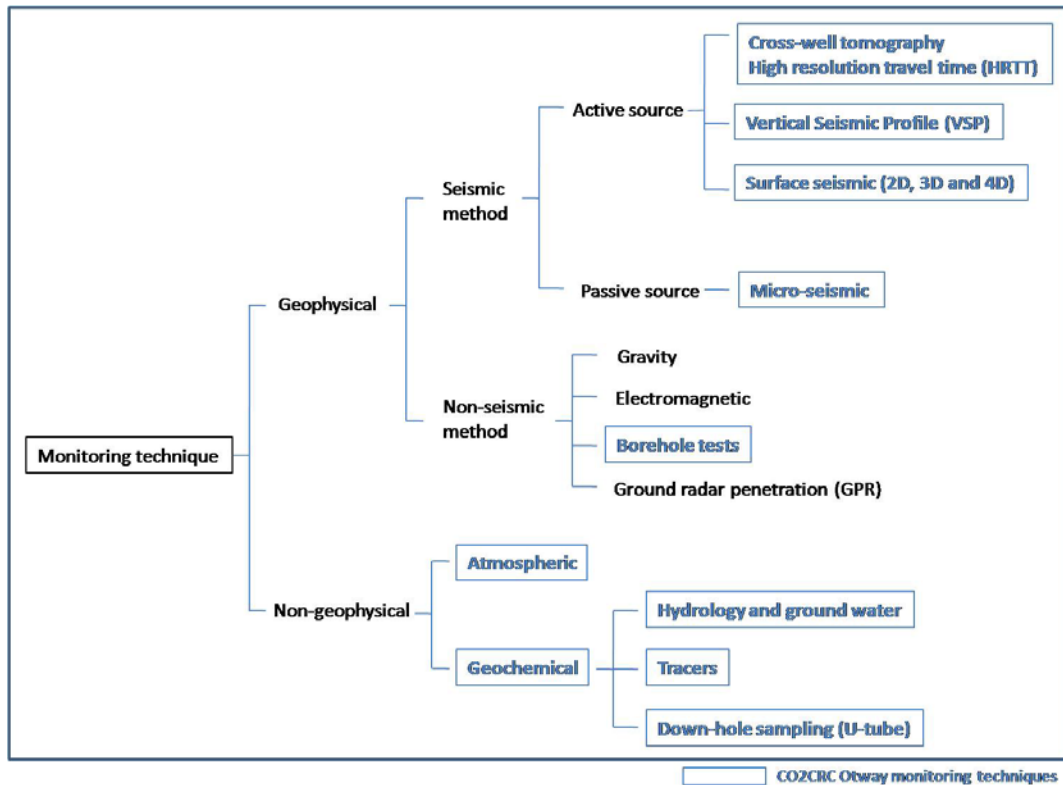 Cross-well tomography
High resolution travel time (HRTT)
Active source
Vertical Seismic Profile (VSP)
Seismic
method
Surface seismic (2D, 3D and 4D)
Passive source
Micro-seismic
Geophysical
Gravity
Non-seismic
method
Electromagnetic
Borehole tests
Ground radar penetration (GPR)
Monitoring technique
Atmospheric
Non-geophysical
Hydrology and ground water
Geochemical
Tracers
Down-hole sampling (U-tube)
CO2CRC Otway monitoring techniques